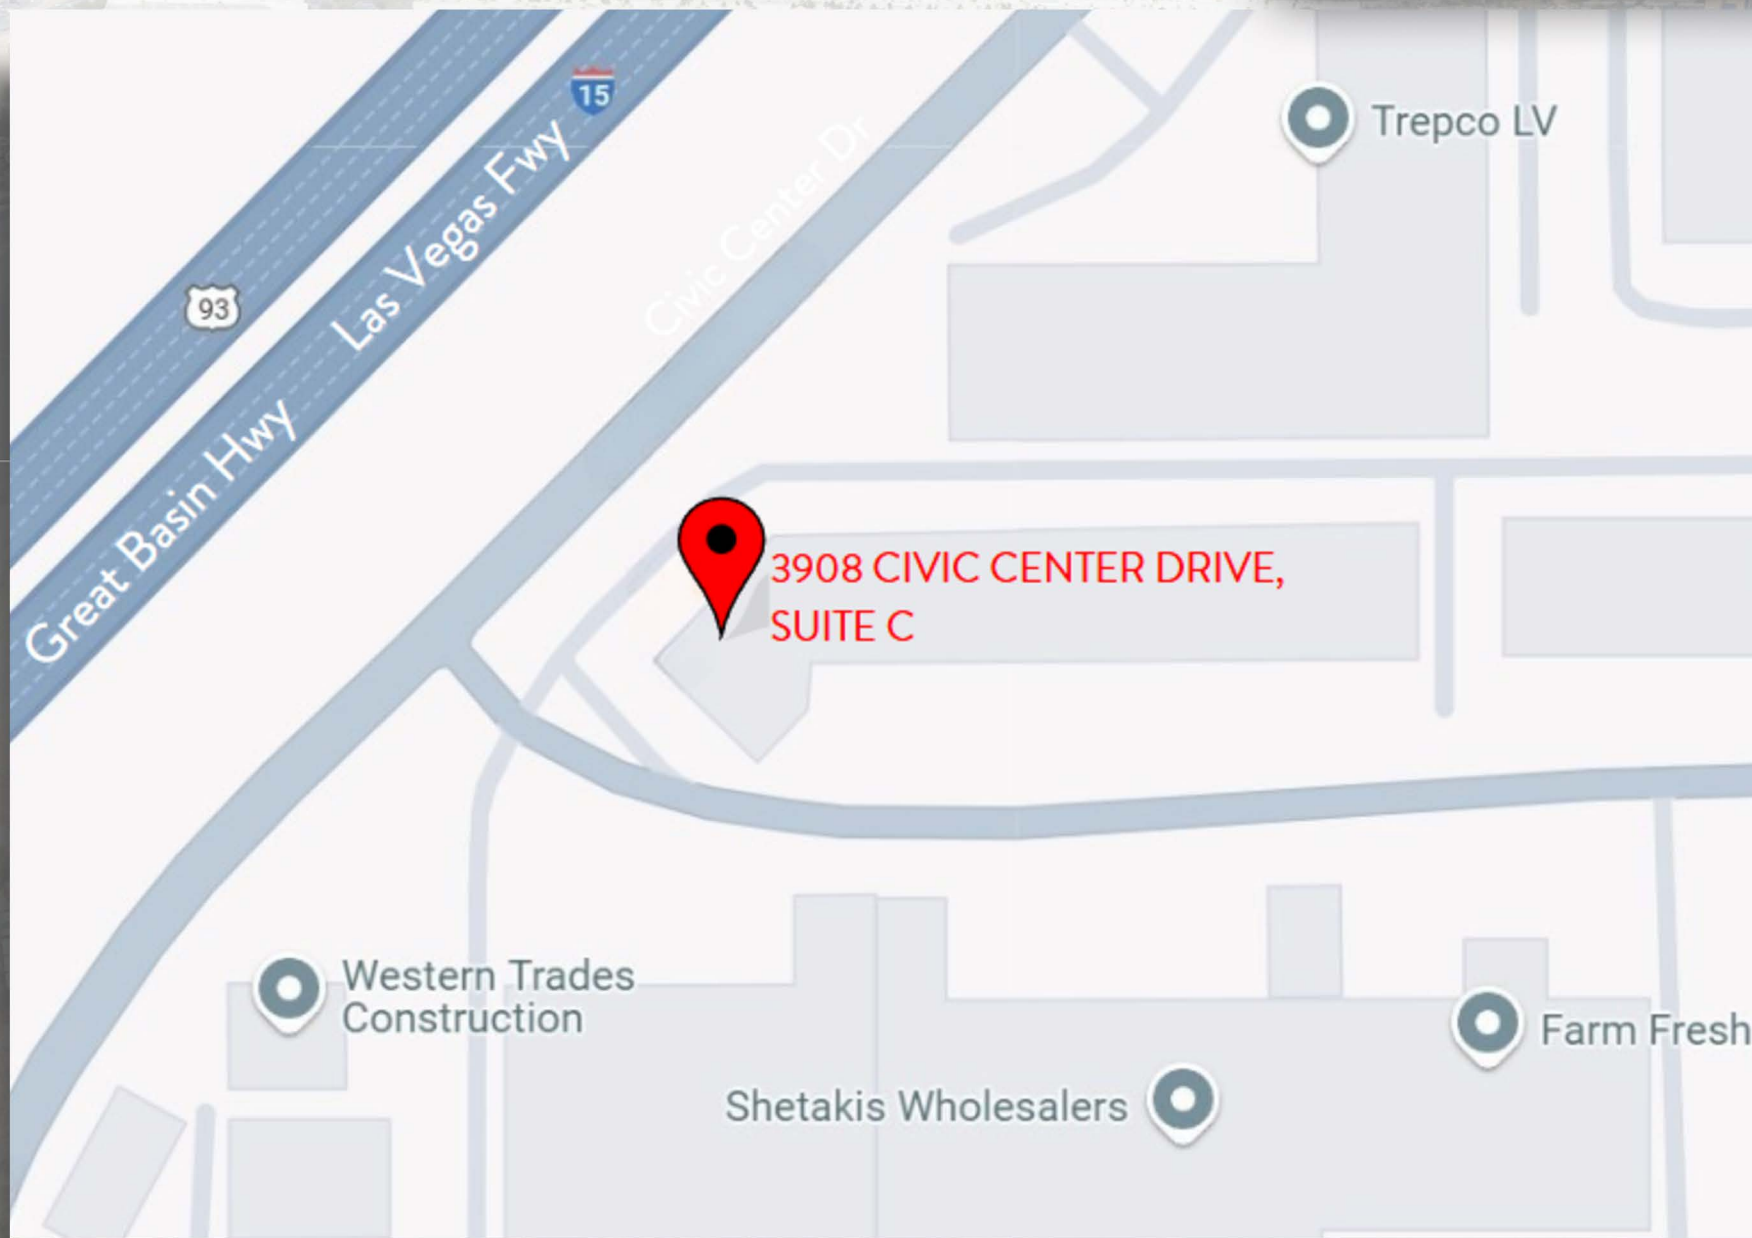 15
Trepco LV
Civic Center Dr
Las Vegas Fwy
93
Great Basin Hwy
3908 CIVIC CENTER DRIVE,
SUITE C
Western Trades
Construction
Farm Fresh
Shetakis Wholesalers